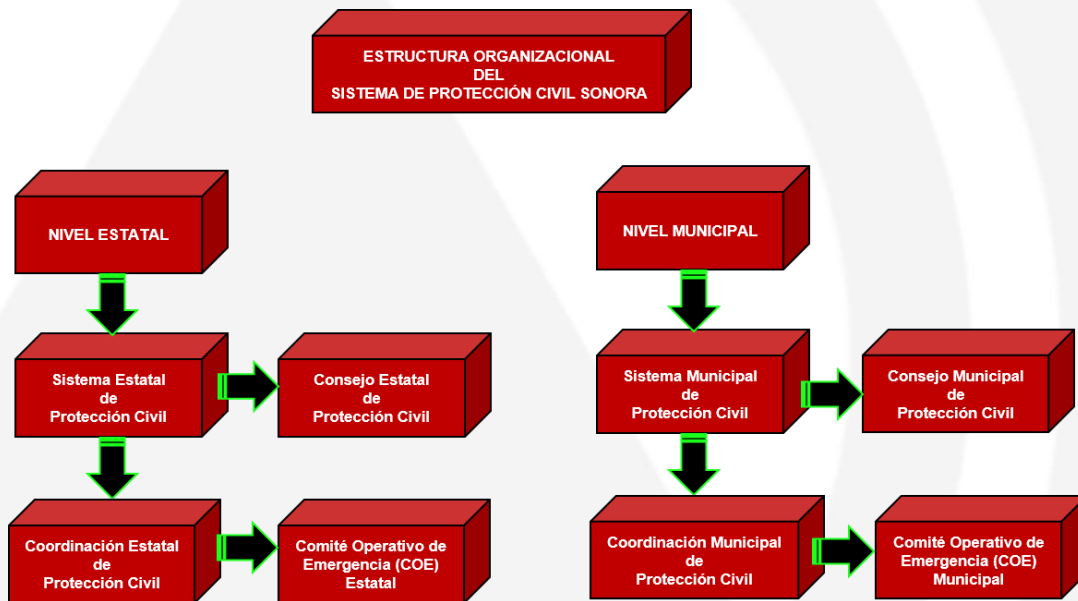 ESTRUCTURA ORGANIZACIONAL
DEL
SISTEMA DE PROTECCIÓN CIVIL SONORA
NIVEL ESTATAL
NIVEL MUNICIPAL
Sistema Estatal
de
Protección Civil
Consejo Estatal
de
Protección Civil
Sistema Municipal
de
Protección Civil
Consejo Municipal
de
Protección Civil
Coordinación Estatal
de
Protección Civil
Comité Operativo de
Emergencia (COE)
Estatal
Coordinación Municipal
de
Protección Civil
Comité Operativo de
Emergencia (COE)
Municipal